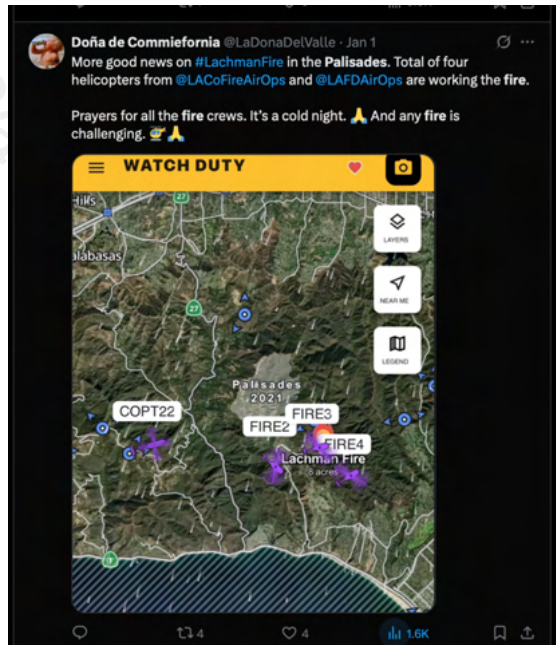 Doña de Commiefornia @LaDonaDelValle · Jan 1
More good news on #LachmanFire in the Palisades. Total of four
helicopters from @LACoFireAirOps and @LAFDAirOps are working the fire.
Prayers for all the fire crews. It's a cold night. 🙏 And any fire is
challenging. 🚁🙏
WATCH DUTY
27
Hills
LAYERS
alabasas
NEAR ME
27
LEGEND
Palisades
2021
COPT22
FIRE3
FIRE2
FIRE4
Lachman Fire
8 acres
1
4
4
1.6K